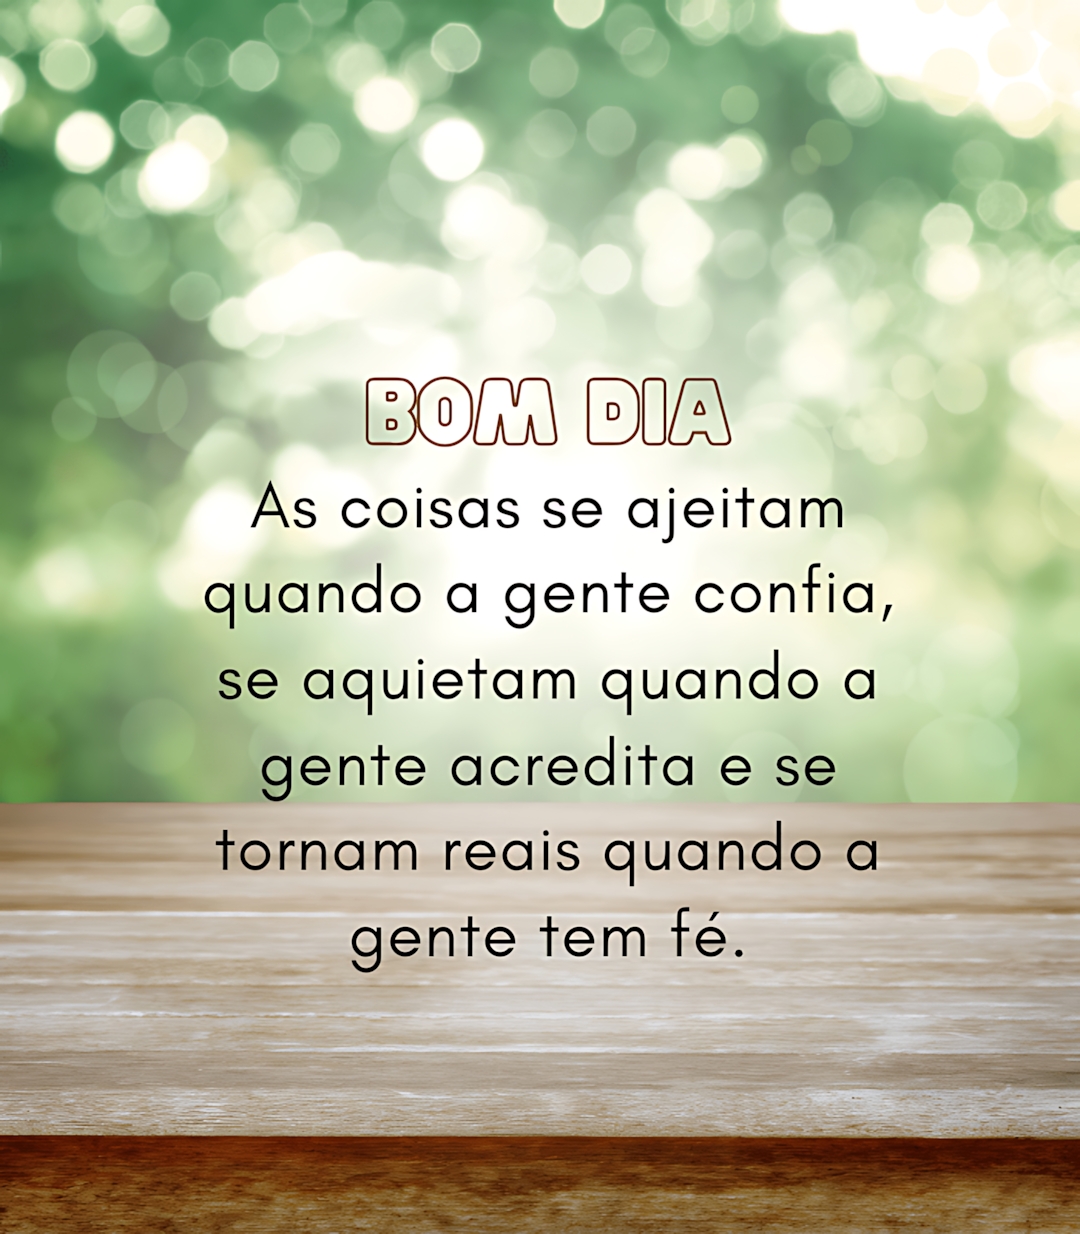 BOM DIA
As coisas se ajeitam
quando a gente confia,
se aquietam quando a
gente acredita e se
tornam reais quando a
gente tem fé.